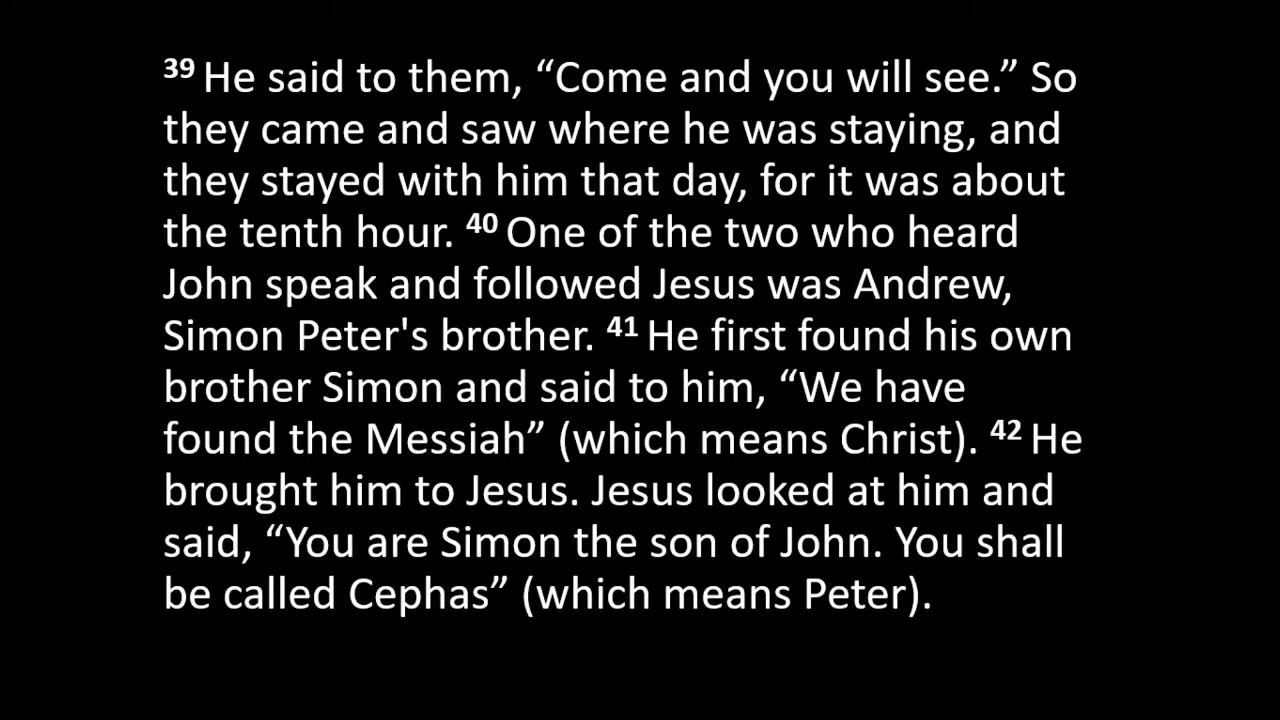 39 He said to them, “Come and you will see.” So
they came and saw where he was staying, and
they stayed with him that day, for it was about
the tenth hour. 40 One of the two who heard
John speak and followed Jesus was Andrew,
Simon Peter's brother. 41 He first found his own
brother Simon and said to him, “We have
found the Messiah” (which means Christ). 42 He
brought him to Jesus. Jesus looked at him and
said, “You are Simon the son of John. You shall
be called Cephas” (which means Peter).